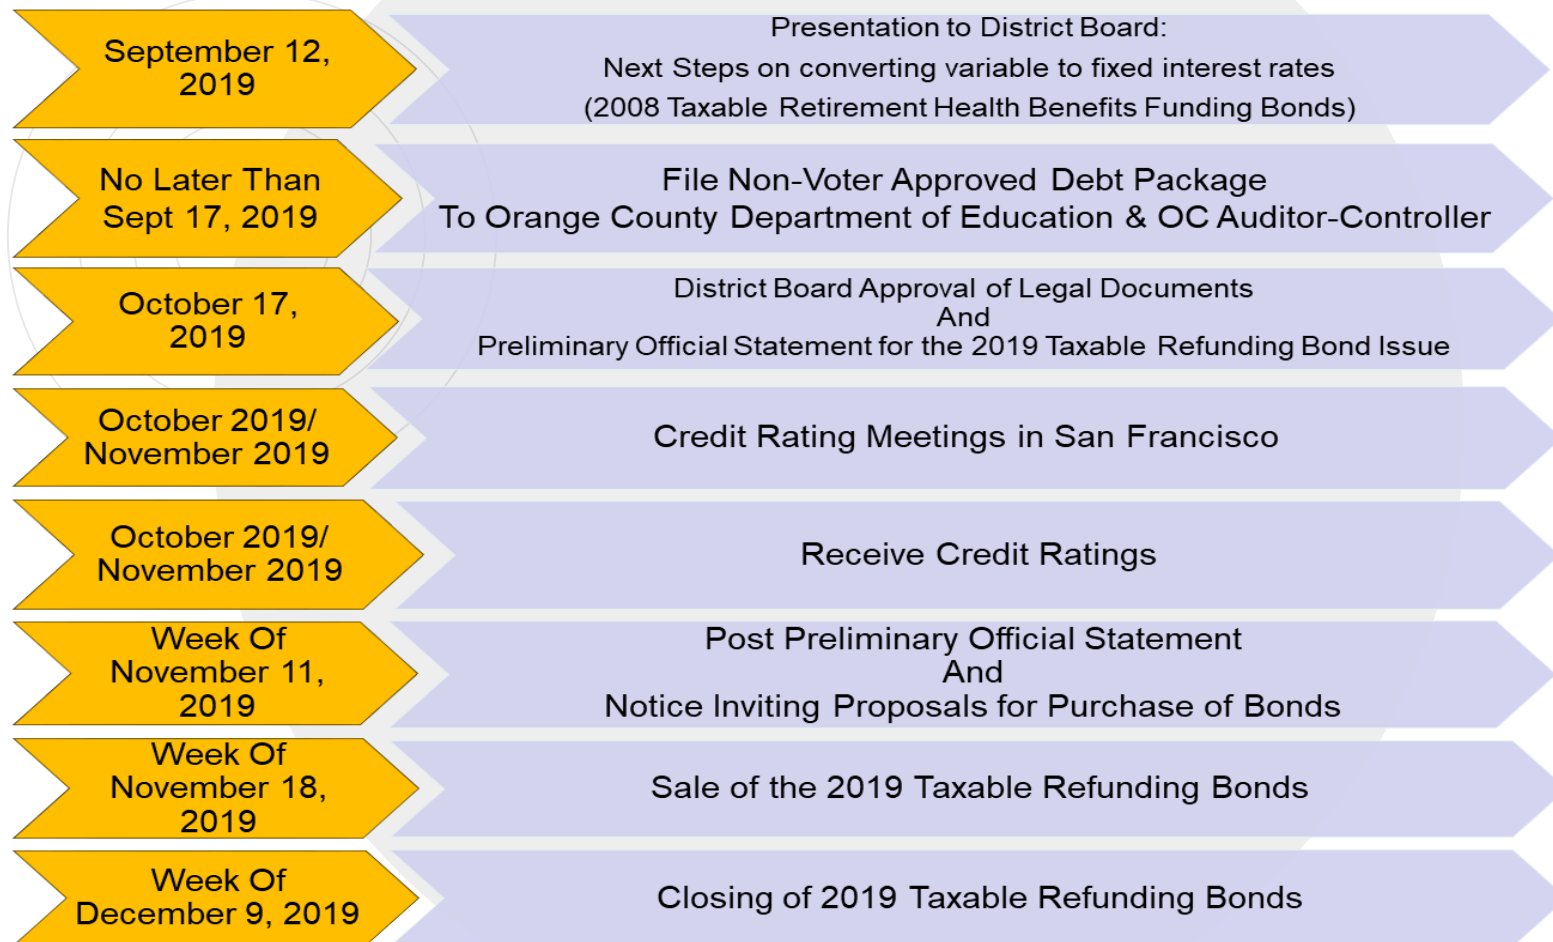 September 12,
2019
Presentation to District Board:
Next Steps on converting variable to fixed interest rates
(2008 Taxable Retirement Health Benefits Funding Bonds)
No Later Than
Sept 17, 2019
File Non-Voter Approved Debt Package
To Orange County Department of Education & OC Auditor-Controller
October 17,
2019
District Board Approval of Legal Documents
And
Preliminary Official Statement for the 2019 Taxable Refunding Bond Issue
October 2019/
November 2019
Credit Rating Meetings in San Francisco
October 2019/
November 2019
Receive Credit Ratings
Week Of
November 11,
2019
Post Preliminary Official Statement
And
Notice Inviting Proposals for Purchase of Bonds
Week Of
November 18,
2019
Sale of the 2019 Taxable Refunding Bonds
Week Of
December 9, 2019
Closing of 2019 Taxable Refunding Bonds